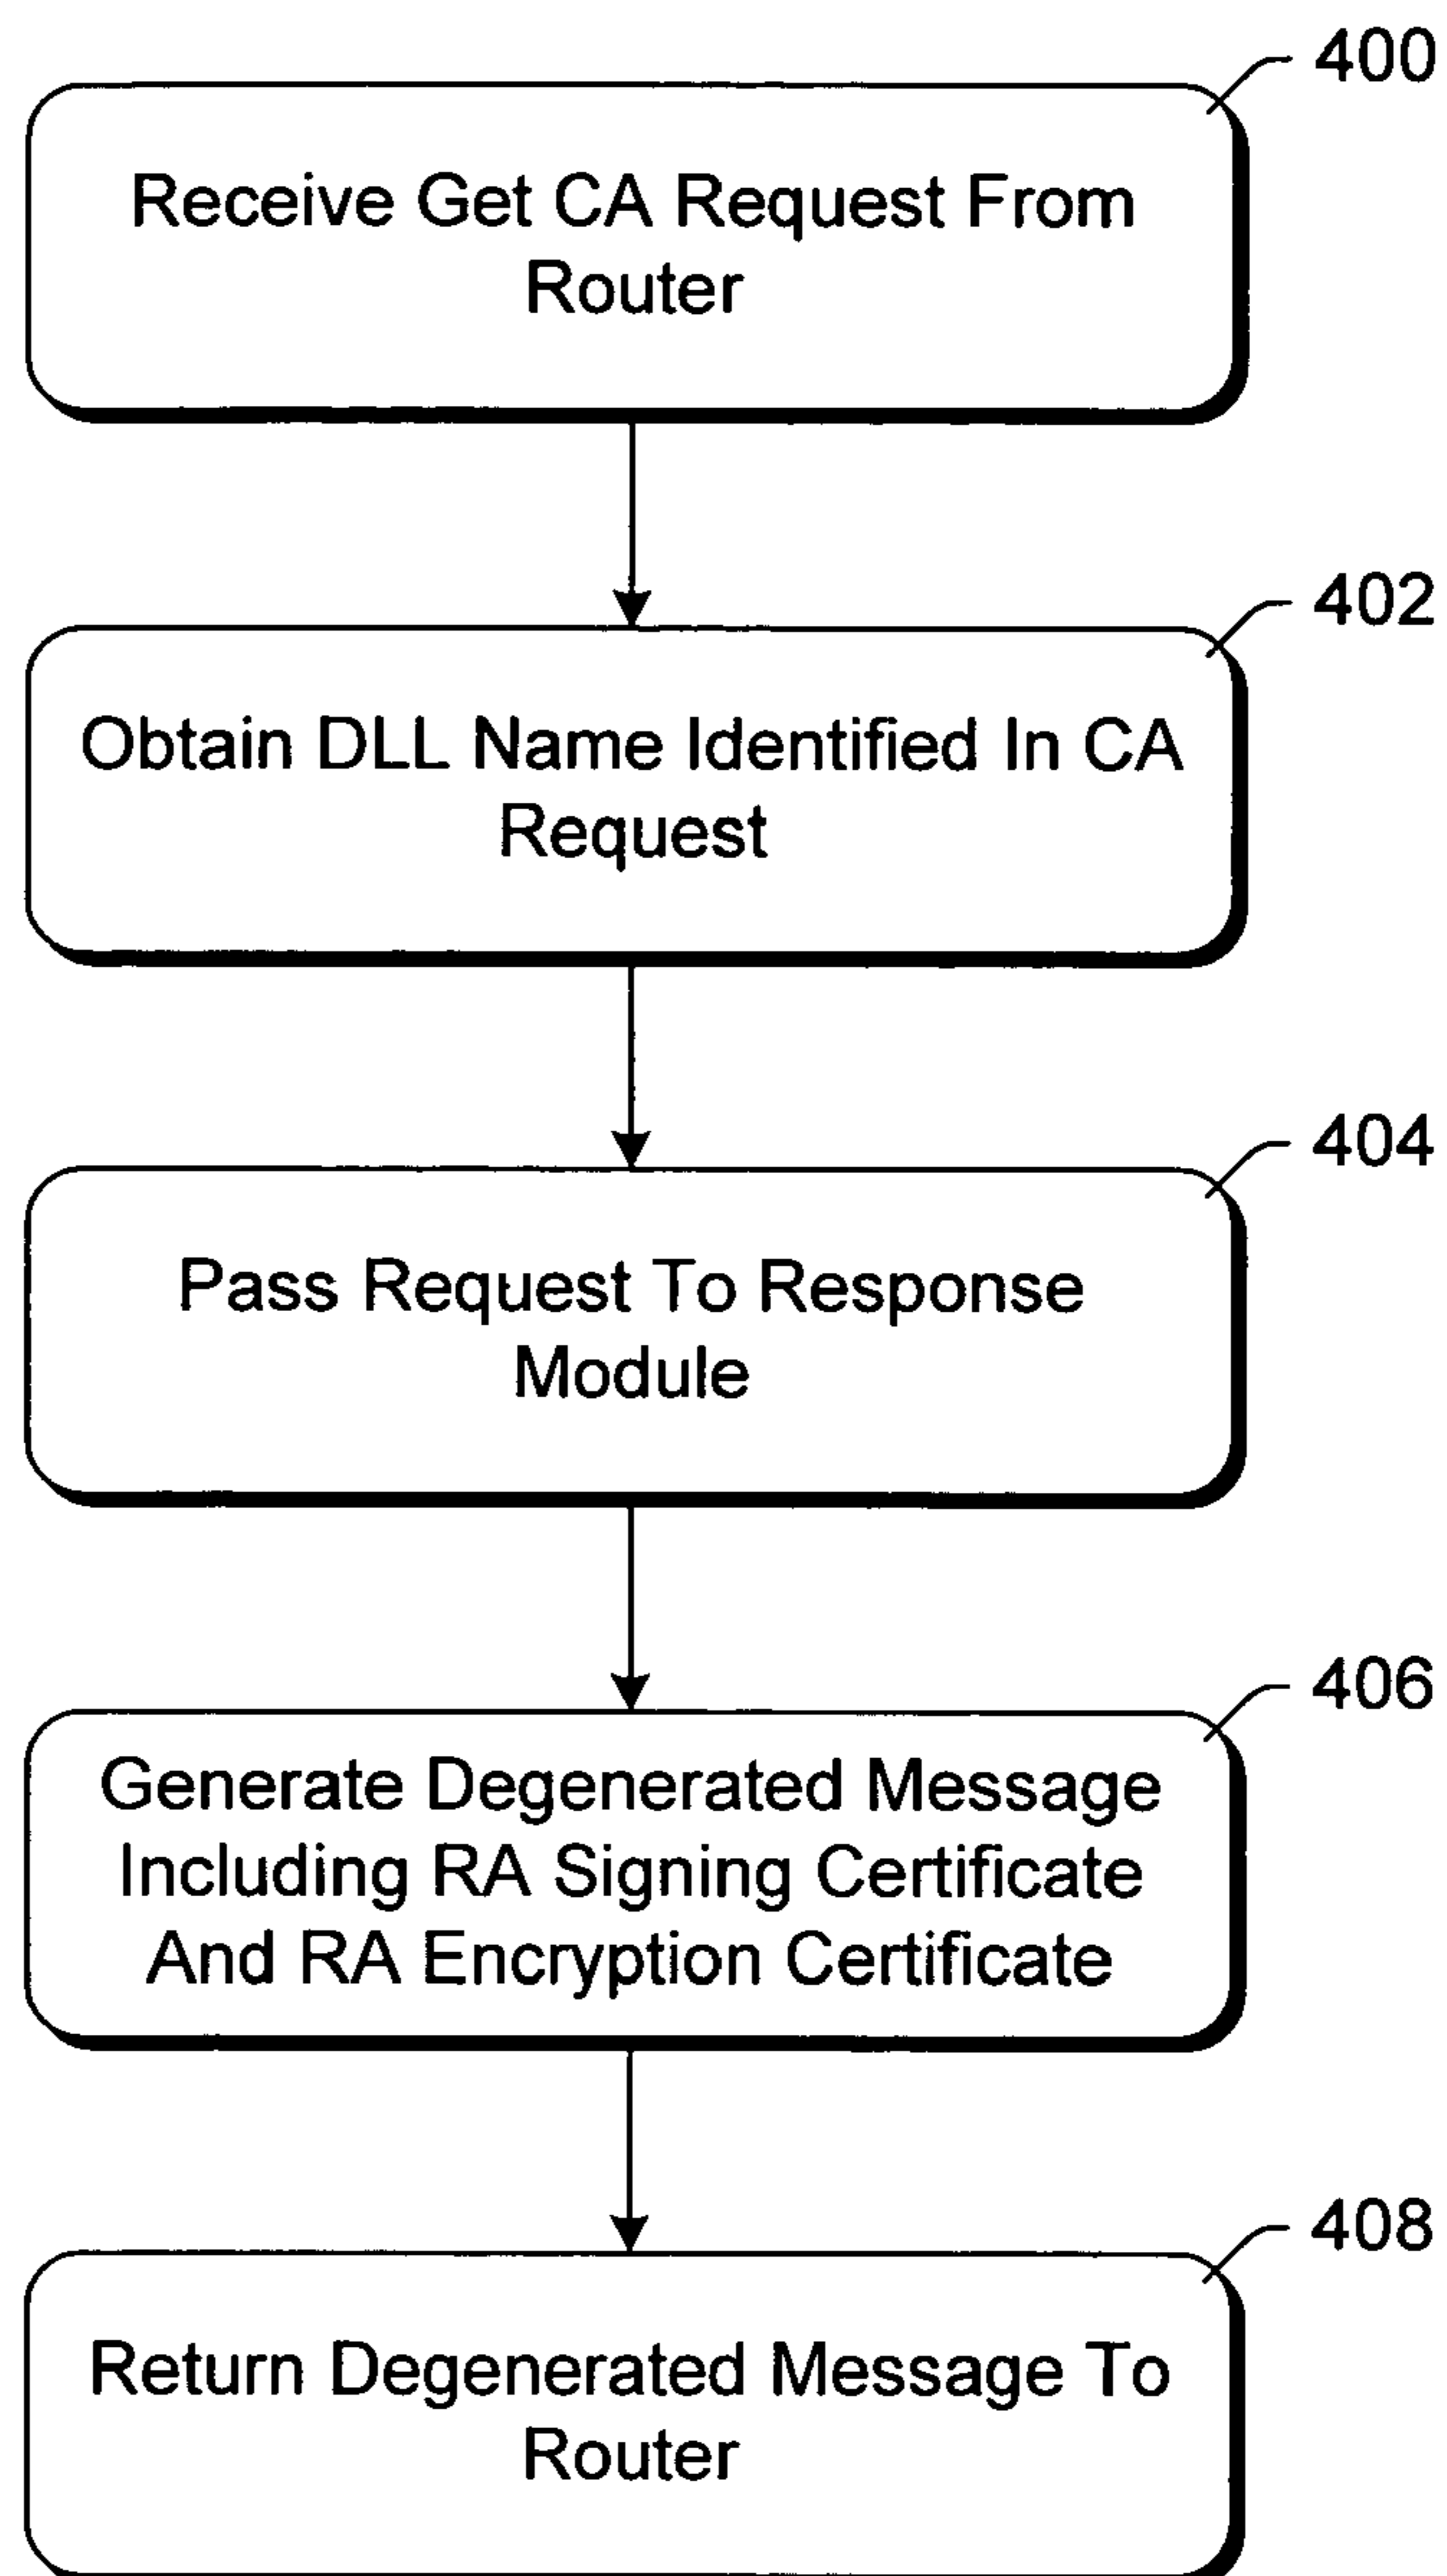 400
Receive Get CA Request From
Router
402
Obtain DLL Name Identified In CA
Request
404
Pass Request To Response
Module
406
Generate Degenerated Message
Including RA Signing Certificate
And RA Encryption Certificate
408
Return Degenerated Message To
Router